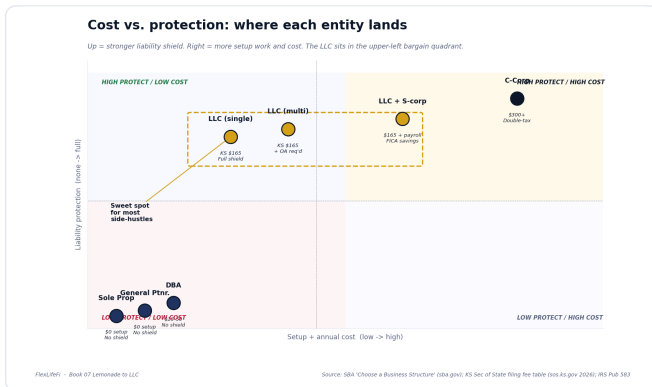 Cost vs. protection: where each entity lands
Up = stronger liability shield. Right = more setup work and cost. The LLC sits in the upper-left bargain quadrant.
HIGH PROTECT / LOW COST
C-Corp
HIGH PROTECT / HIGH COST
$300+
Double-tax
LLC + S-corp
$165 + payroll
FICA savings
LLC (multi)
KS $165
+ OA req'd
LLC (single)
KS $165
Full shield
Sweet spot
for most
side-hustles
DBA
No shield
General Ptnr.
$0 setup
No shield
Sole Prop
$0 setup
No shield
LOW PROTECT / LOW COST
LOW PROTECT / HIGH COST
Liability protection (none -> full)
Setup + annual cost (low -> high)
FlexLifeFi - Book 07 Lemonade to LLC
Source: SBA 'Choose a Business Structure' (sba.gov); KS Sec of State filing fee table (sos.ks.gov 2026); IRS Pub 583